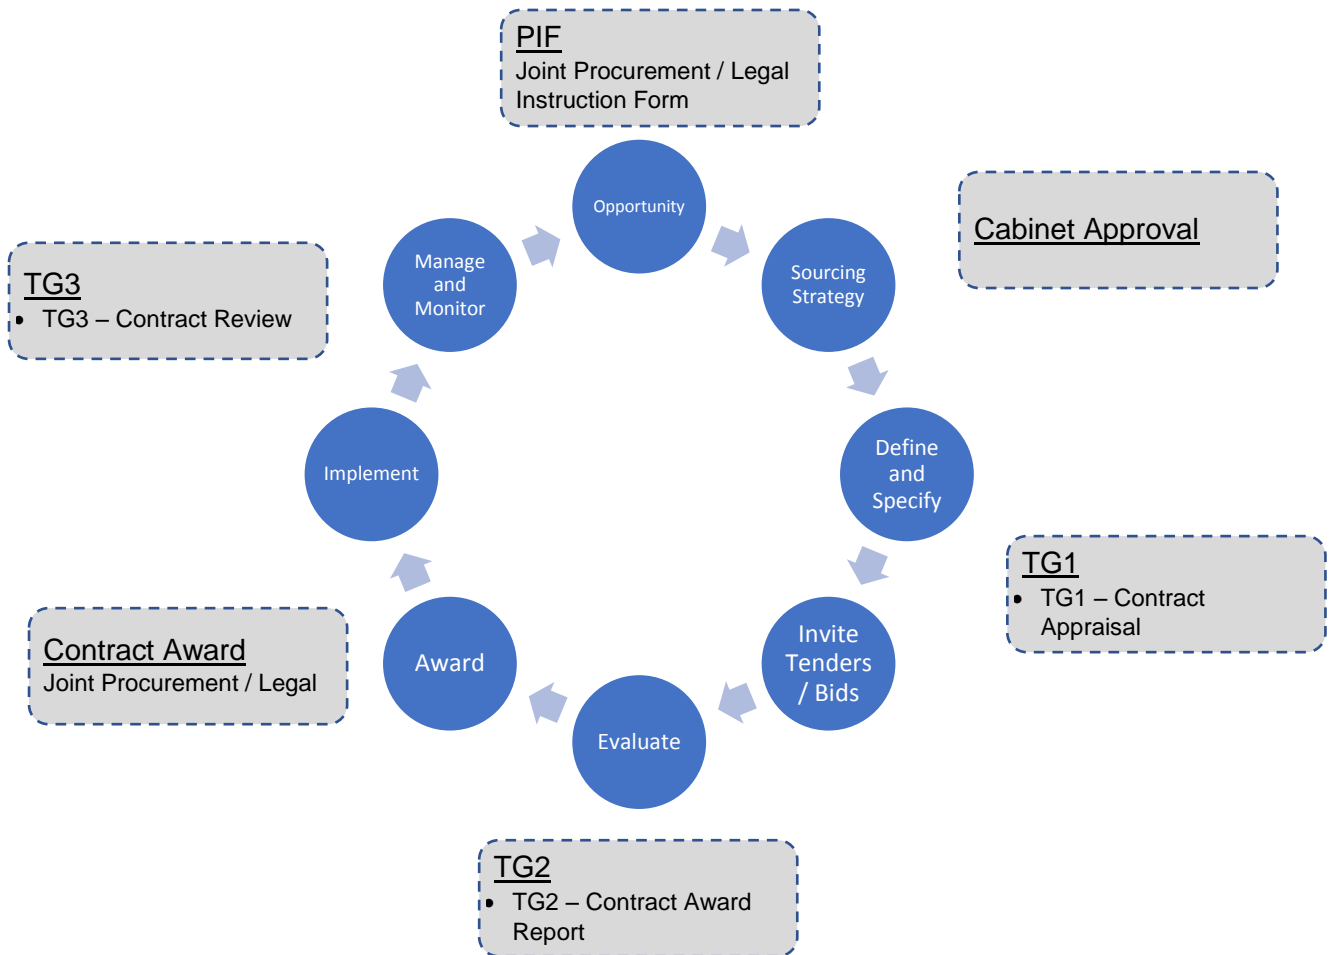 PIF
Joint Procurement / Legal
Instruction Form
Opportunity
Cabinet Approval
Sourcing
Strategy
Manage
and
Monitor
TG3
• TG3 – Contract Review
Define
and
Specify
Implement
TG1
• TG1 – Contract
Appraisal
Invite
Tenders
/ Bids
Award
Contract Award
Joint Procurement / Legal
Evaluate
TG2
• TG2 – Contract Award
Report